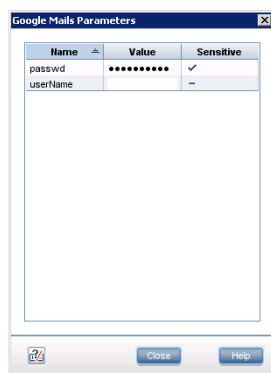 Google Mails Parameters
Name Value Sensitive
passwd ●●●●●●●●●●
userName
Close Help